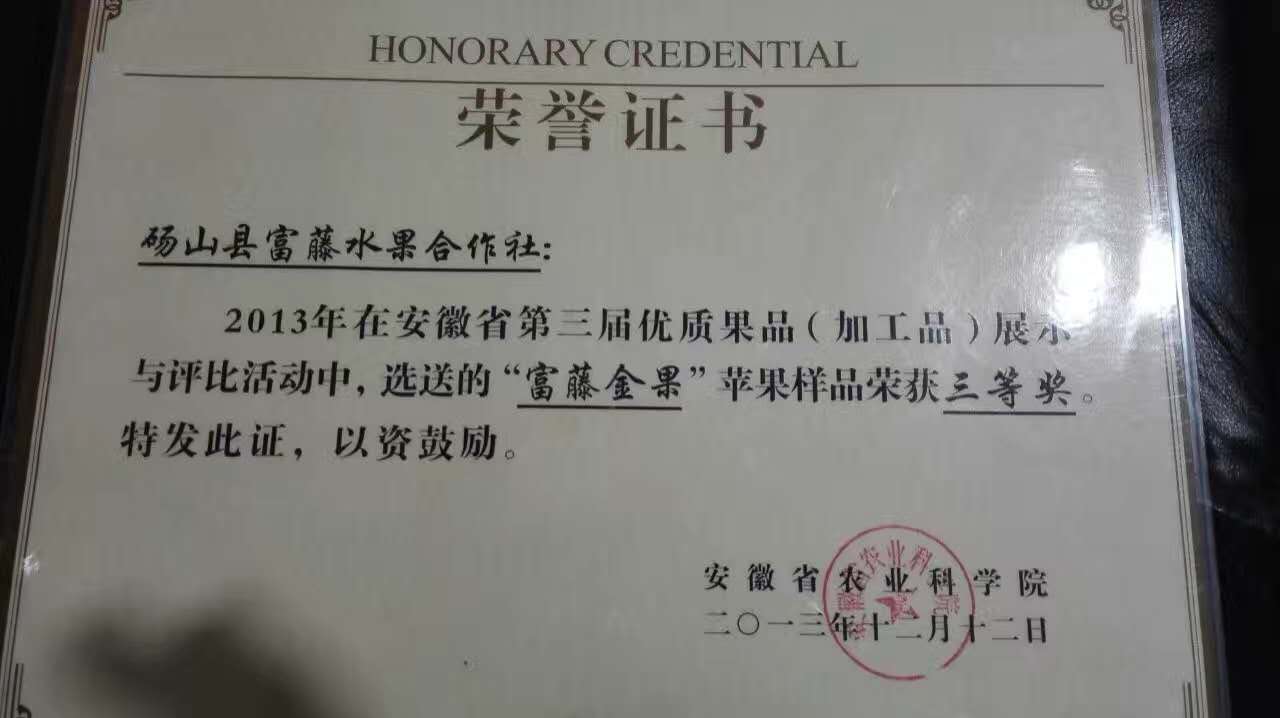 HONORARY CREDENTIAL
荣誉证书
砀山县富藤水果合作社:
2013年在安徽省第三届优质果品(加工品)展示
与评比活动中,选送的“富藤金果”苹果样品荣获三等奖。
特发此证,以资鼓励。
安徽省农业科学院
二〇一三年十二月十二日